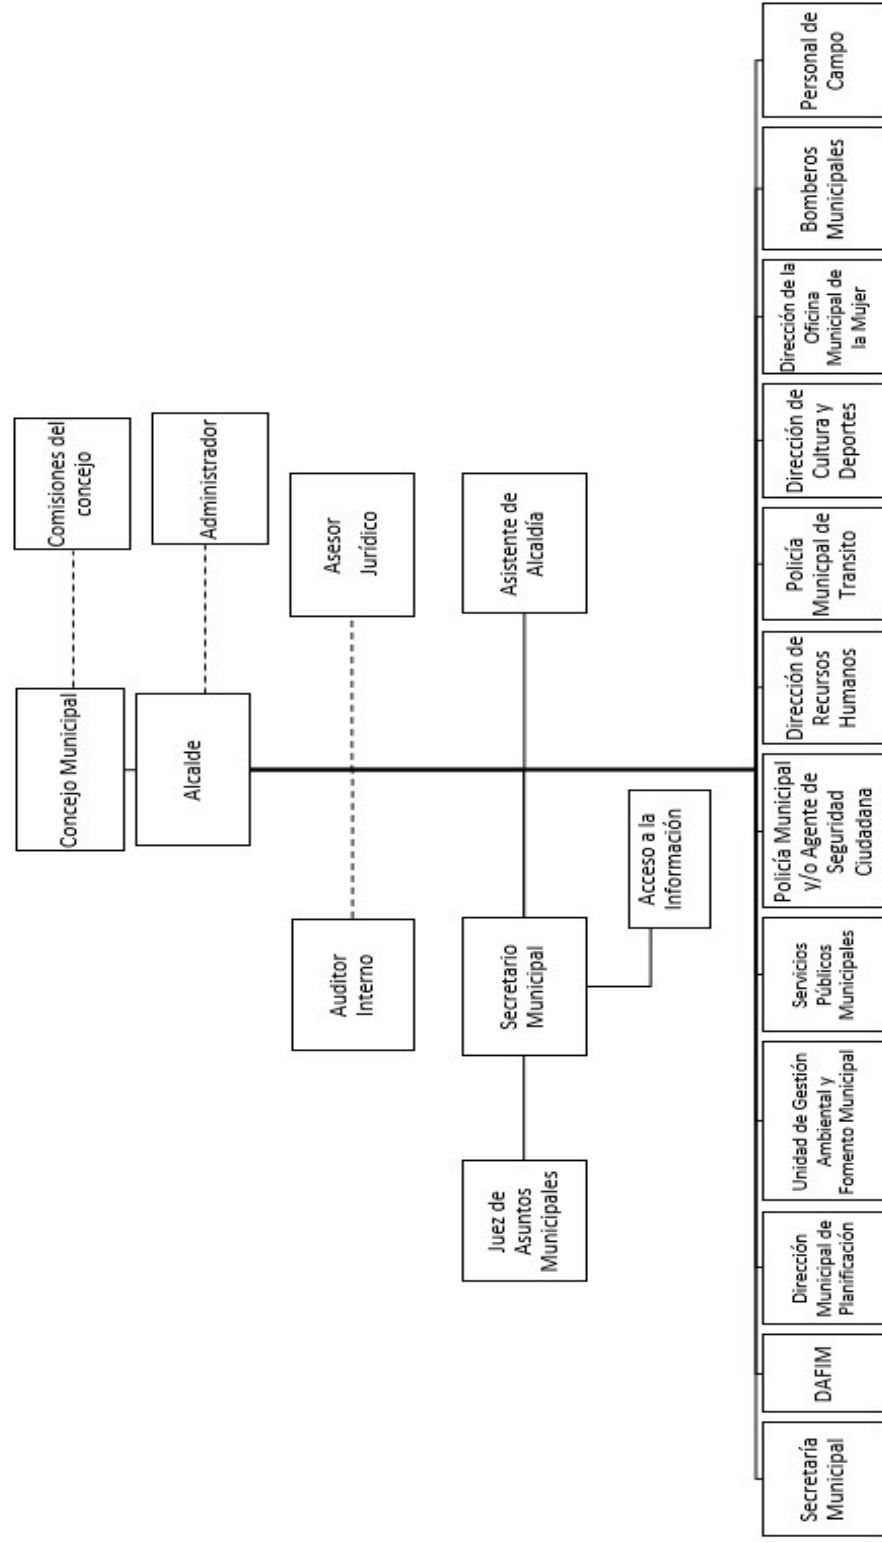 Concejo Municipal
Comisiones del
concejo
Alcalde
Administrador
Auditor
Interno
Asesor
Jurídico
Juez de
Asuntos
Municipales
Secretario
Municipal
Asistente de
Alcaldía
Acceso a la
Información
Secretaría
Municipal
DAFIM
Dirección
Municipal de
Planificación
Unidad de Gestión
Ambiental y
Fomento Municipal
Servicios
Públicos
Municipales
Policía Municipal
y/o Agente de
Seguridad
Ciudadana
Dirección de
Recursos
Humanos
Policía
Municpal de
Transito
Dirección de
Cultura y
Deportes
Dirección de la
Oficina
Municipal de
la Mujer
Bomberos
Municipales
Personal de
Campo